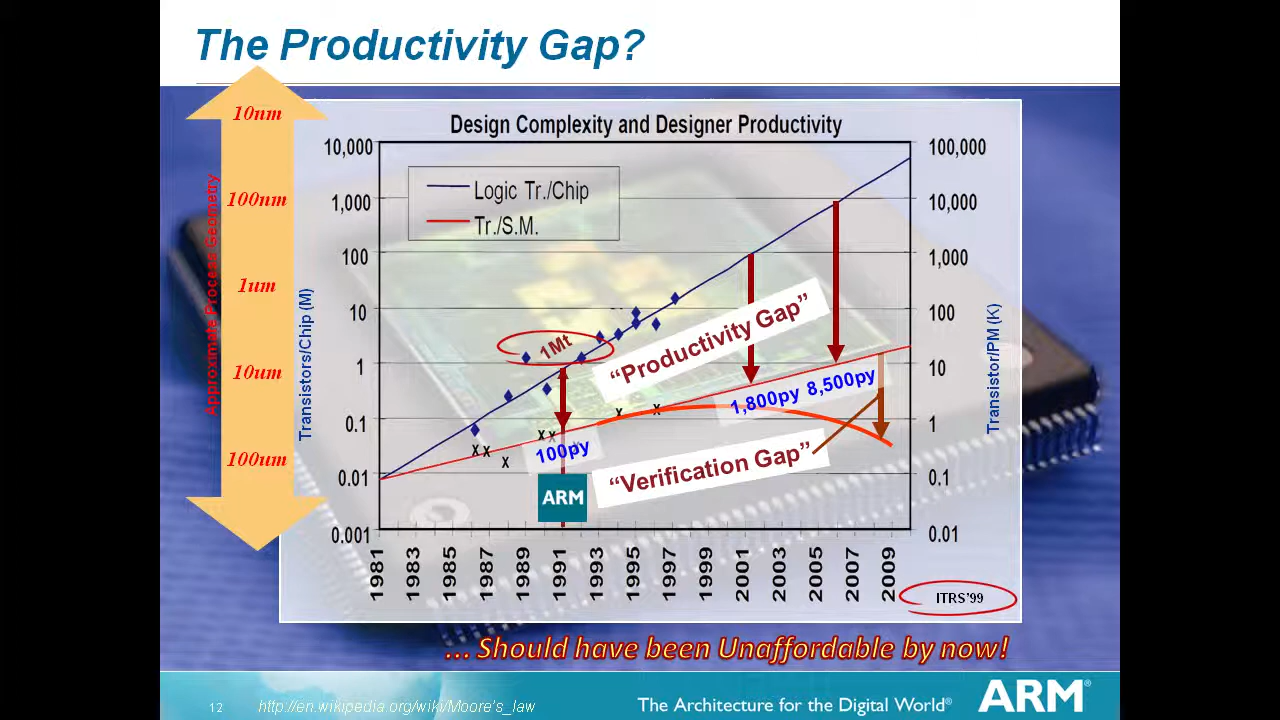 The Productivity Gap?
10nm
100nm
1um
10um
100um
Approximate Process Geometry
Design Complexity and Designer Productivity
Logic Tr./Chip
Tr./S.M.
10,000
1,000
100
10
1
0.1
0.01
0.001
Transistors/Chip (M)
100,000
10,000
1,000
100
10
1
0.1
0.01
Transistor/PM (K)
1Mt
“Productivity Gap”
1,800py
8,500py
100py
“Verification Gap”
ARM
1981
1983
1985
1987
1989
1991
1993
1995
1997
1999
2001
2003
2005
2007
2009
ITRS’99
... Should have been Unaffordable by now!
12
http://en.wikipedia.org/wiki/Moore’s_law
The Architecture for the Digital World®
ARM®